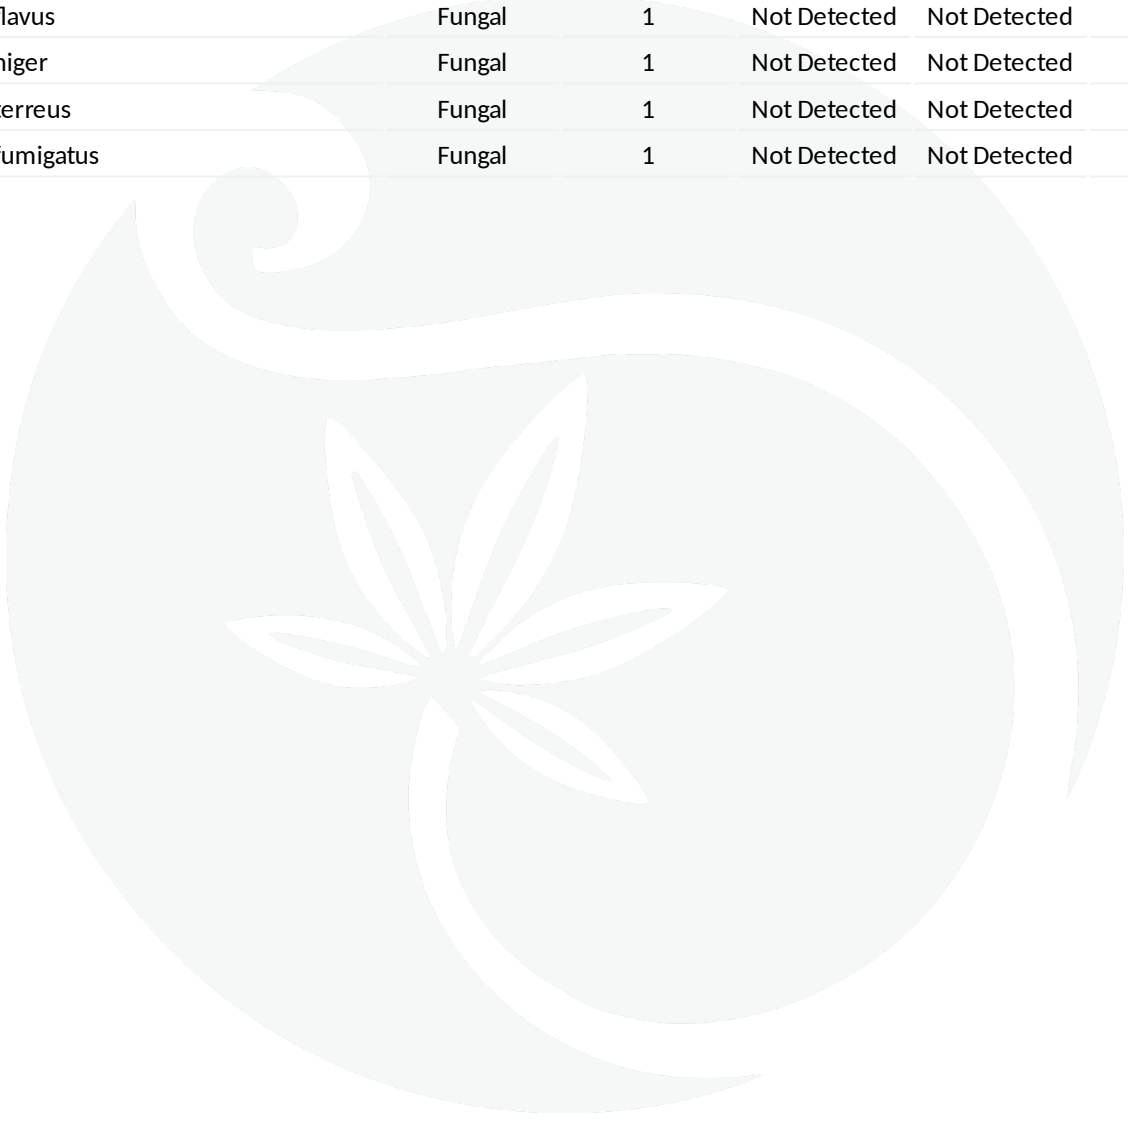 flavus Fungal 1 Not Detected Not Detected
niger Fungal 1 Not Detected Not Detected
terreus Fungal 1 Not Detected Not Detected
fumigatus Fungal 1 Not Detected Not Detected